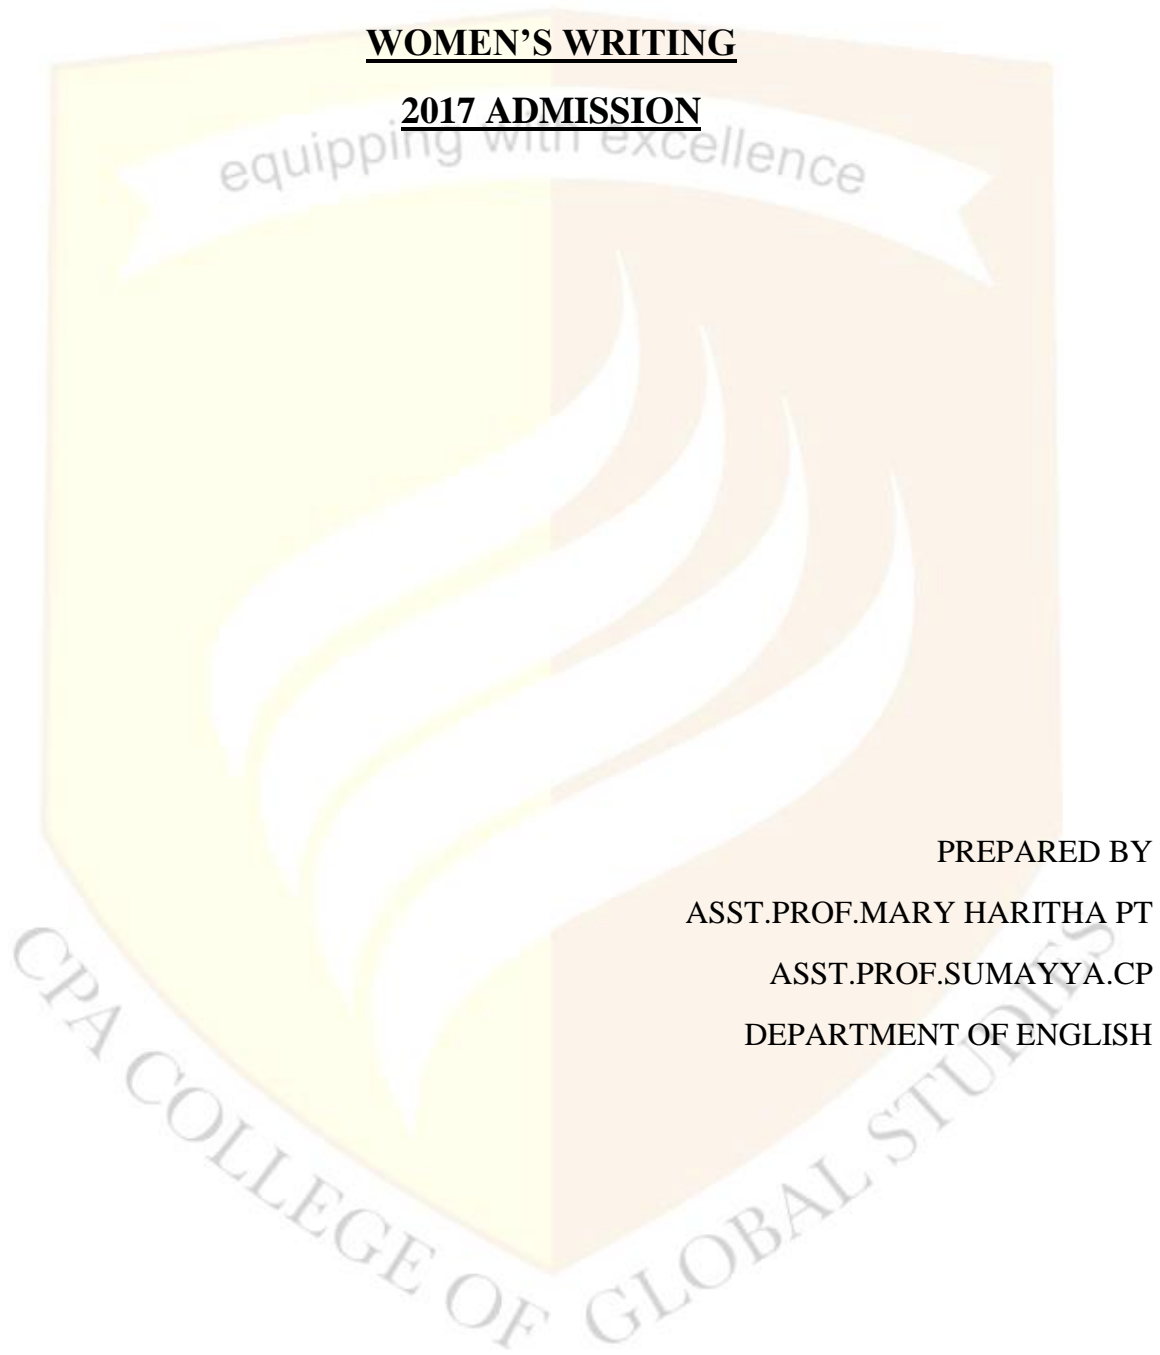 WOMEN’S WRITING
2017 ADMISSION
equipping with excellence
PREPARED BY
ASST.PROF.MARY HARITHA PT
ASST.PROF.SUMAYYA.CP
DEPARTMENT OF ENGLISH
CPA COLLEGE OF GLOBAL STUDIES